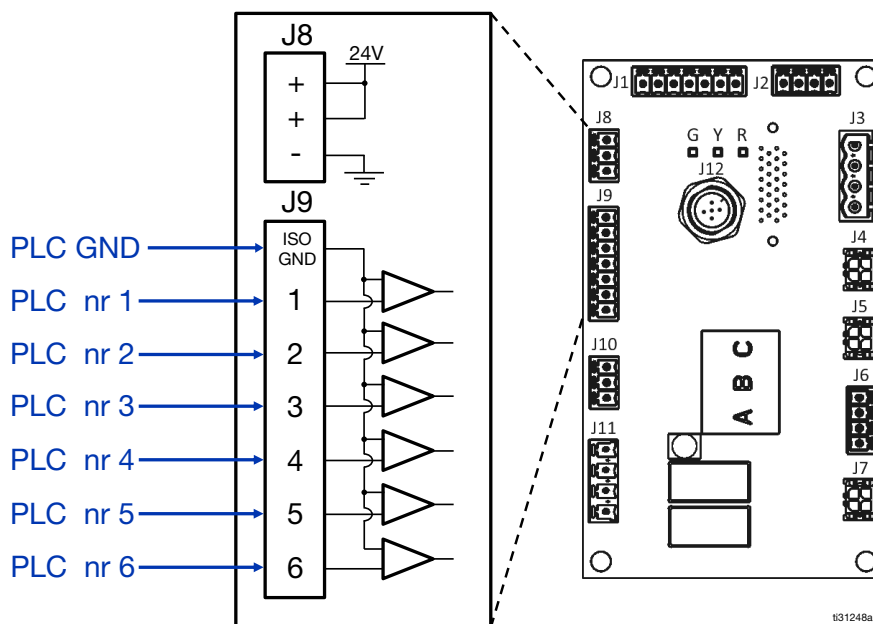 J8
24V
+
+
-
J9
PLC GND
ISO
GND
PLC nr 1
1
PLC nr 2
2
PLC nr 3
3
PLC nr 4
4
PLC nr 5
5
PLC nr 6
6
J1
J2
J8
J3
G Y R
J12
J9
J4
J5
J10
A B C
J6
J11
J7
ti31248a